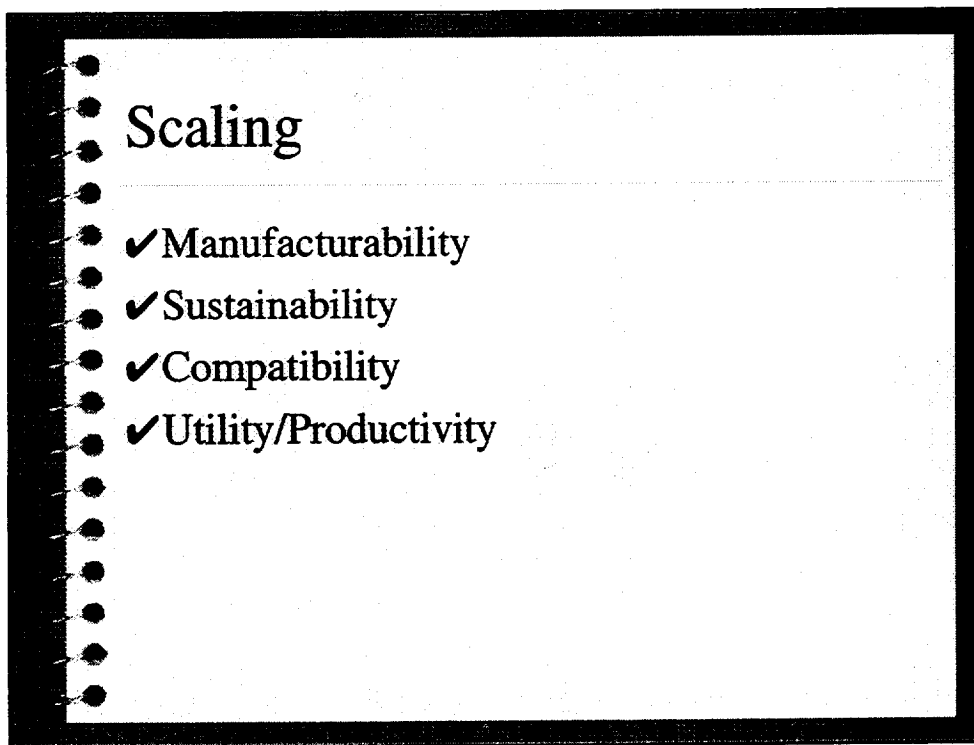 Scaling
✔Manufacturability
✔Sustainability
✔Compatibility
✔Utility/Productivity